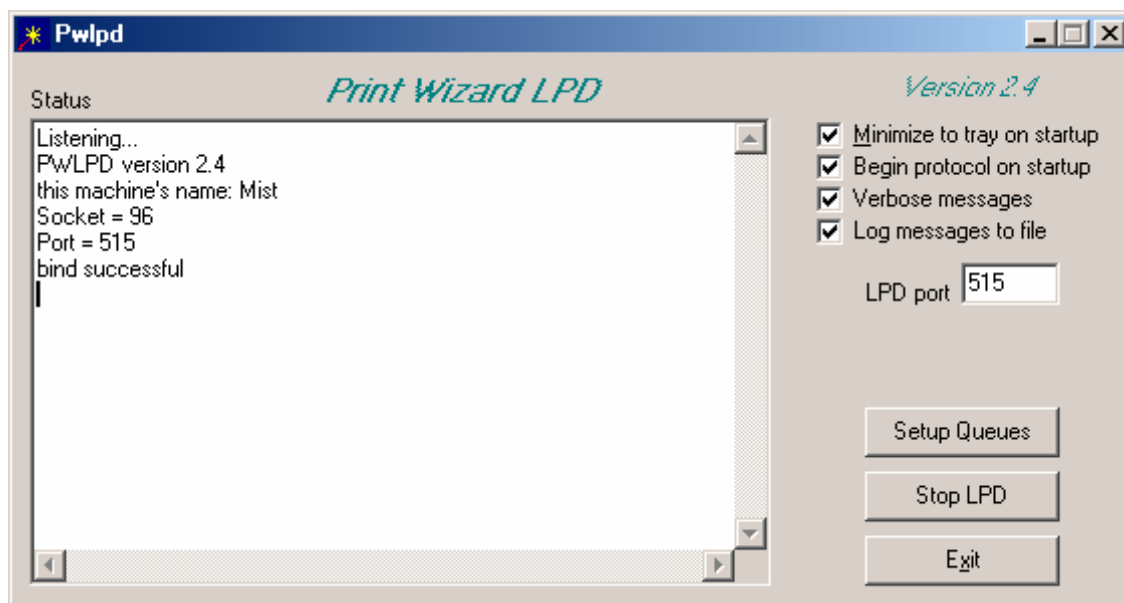 Pwlpd
Status
Print Wizard LPD
Version 2.4
Listening...
PWLPD version 2.4
this machine's name: Mist
Socket = 96
Port = 515
bind successful
Minimize to tray on startup
Begin protocol on startup
Verbose messages
Log messages to file
LPD port 515
Setup Queues
Stop LPD
Exit